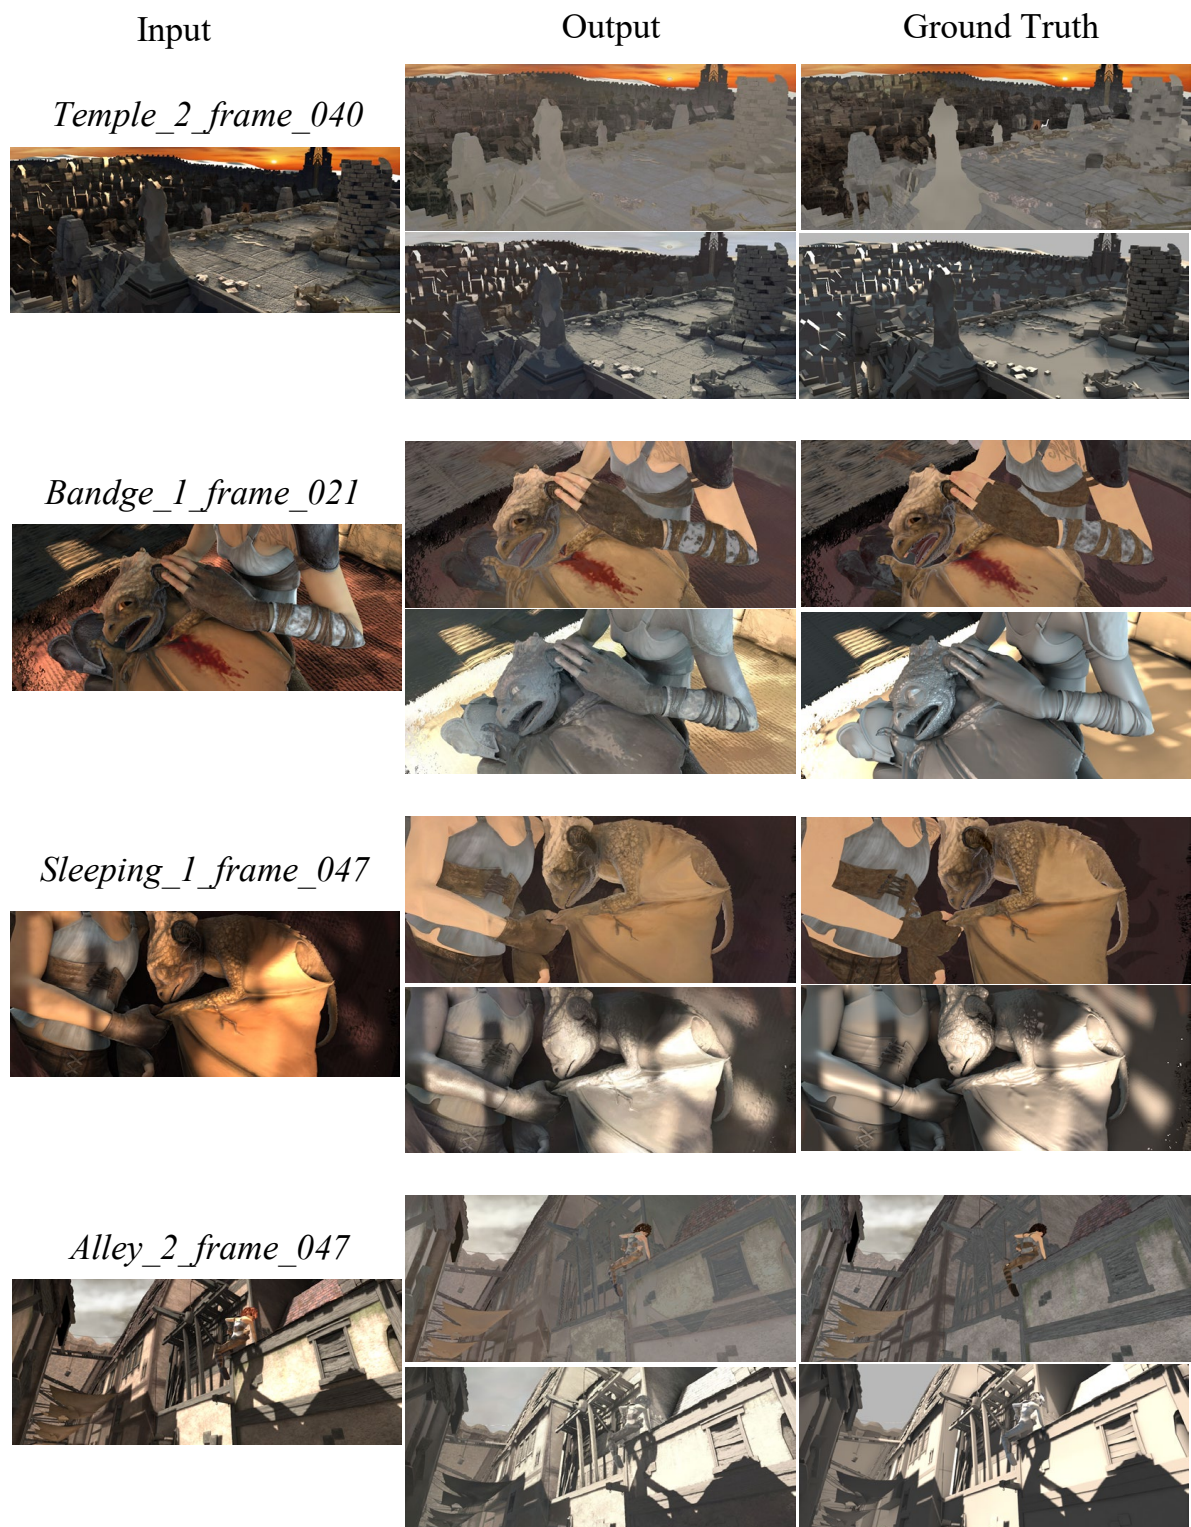 Input Output Ground Truth
Temple_2_frame_040
Bandge_1_frame_021
Sleeping_1_frame_047
Alley_2_frame_047